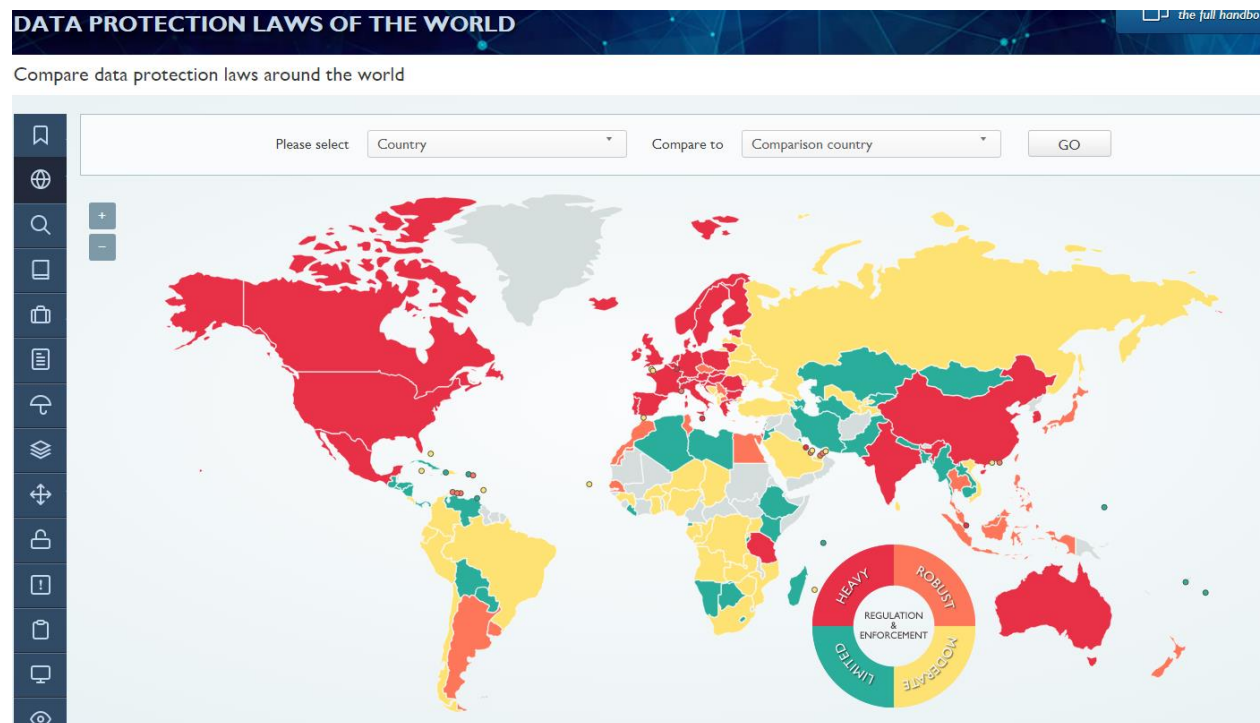 DATA PROTECTION LAWS OF THE WORLD
the full handbo
Compare data protection laws around the world
Please select Country Compare to Comparison country GO
+
−
HEAVY
ROBUST
REGULATION
&
ENFORCEMENT
LIMITED
MODERATE